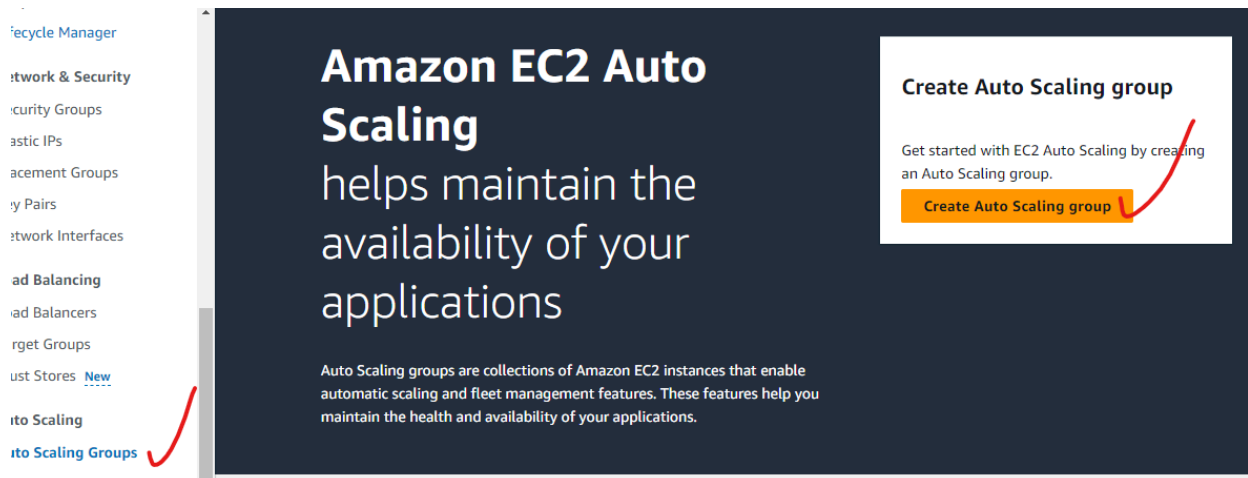 fecycle Manager
etwork & Security
ecurity Groups
astic IPs
acement Groups
ey Pairs
etwork Interfaces
ad Balancing
ad Balancers
rget Groups
ust Stores New
uto Scaling
uto Scaling Groups
Amazon EC2 Auto
Scaling
helps maintain the
availability of your
applications
Auto Scaling groups are collections of Amazon EC2 instances that enable
automatic scaling and fleet management features. These features help you
maintain the health and availability of your applications.
Create Auto Scaling group
Get started with EC2 Auto Scaling by creating
an Auto Scaling group.
Create Auto Scaling group